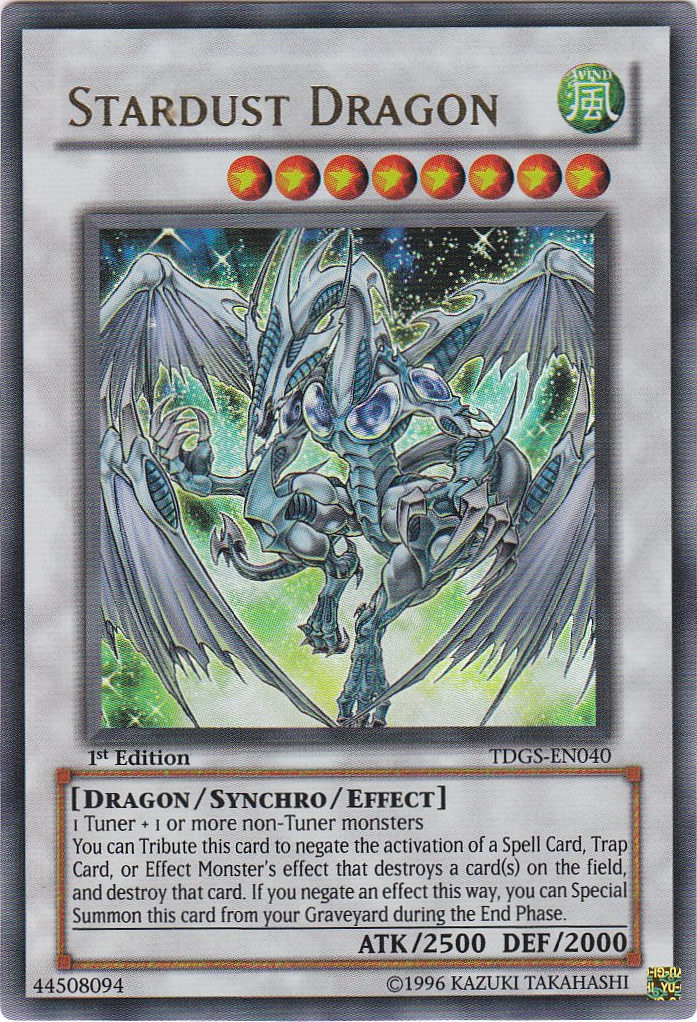 STARDUST DRAGON
WIND
風
1st Edition
TDGS-EN040
[DRAGON/SYNCHRO/EFFECT]
1 Tuner + 1 or more non-Tuner monsters
You can Tribute this card to negate the activation of a Spell Card, Trap
Card, or Effect Monster's effect that destroys a card(s) on the field,
and destroy that card. If you negate an effect this way, you can Special
Summon this card from your Graveyard during the End Phase.
ATK/2500 DEF/2000
44508094
©1996 KAZUKI TAKAHASHI